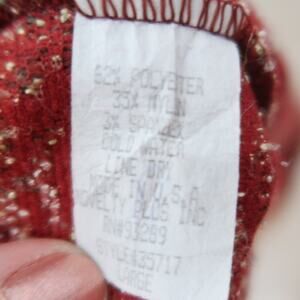 62% POLYESTER
35% NYLON
3% SPANDEX
COLD WATER
LINE DRY
MADE IN U.S.A
NOVELTY PLUS INC
RN#93289
STYLE#35717
LARGE